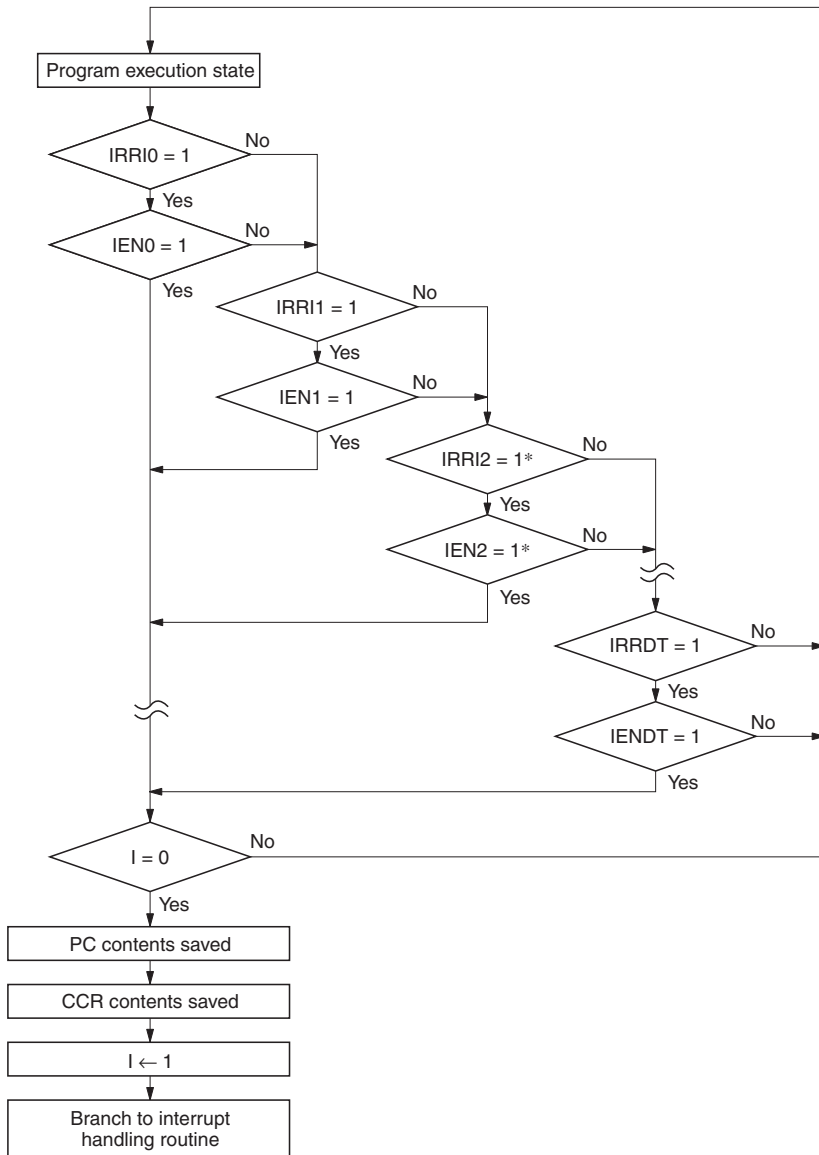 Program execution state
IRRI0 = 1
No
Yes
IEN0 = 1
No
Yes
IRRI1 = 1
No
Yes
IEN1 = 1
No
Yes
IRRI2 = 1*
No
Yes
IEN2 = 1*
No
Yes
IRRDT = 1
No
Yes
IENDT = 1
No
Yes
I = 0
No
Yes
PC contents saved
CCR contents saved
I ← 1
Branch to interrupt
handling routine